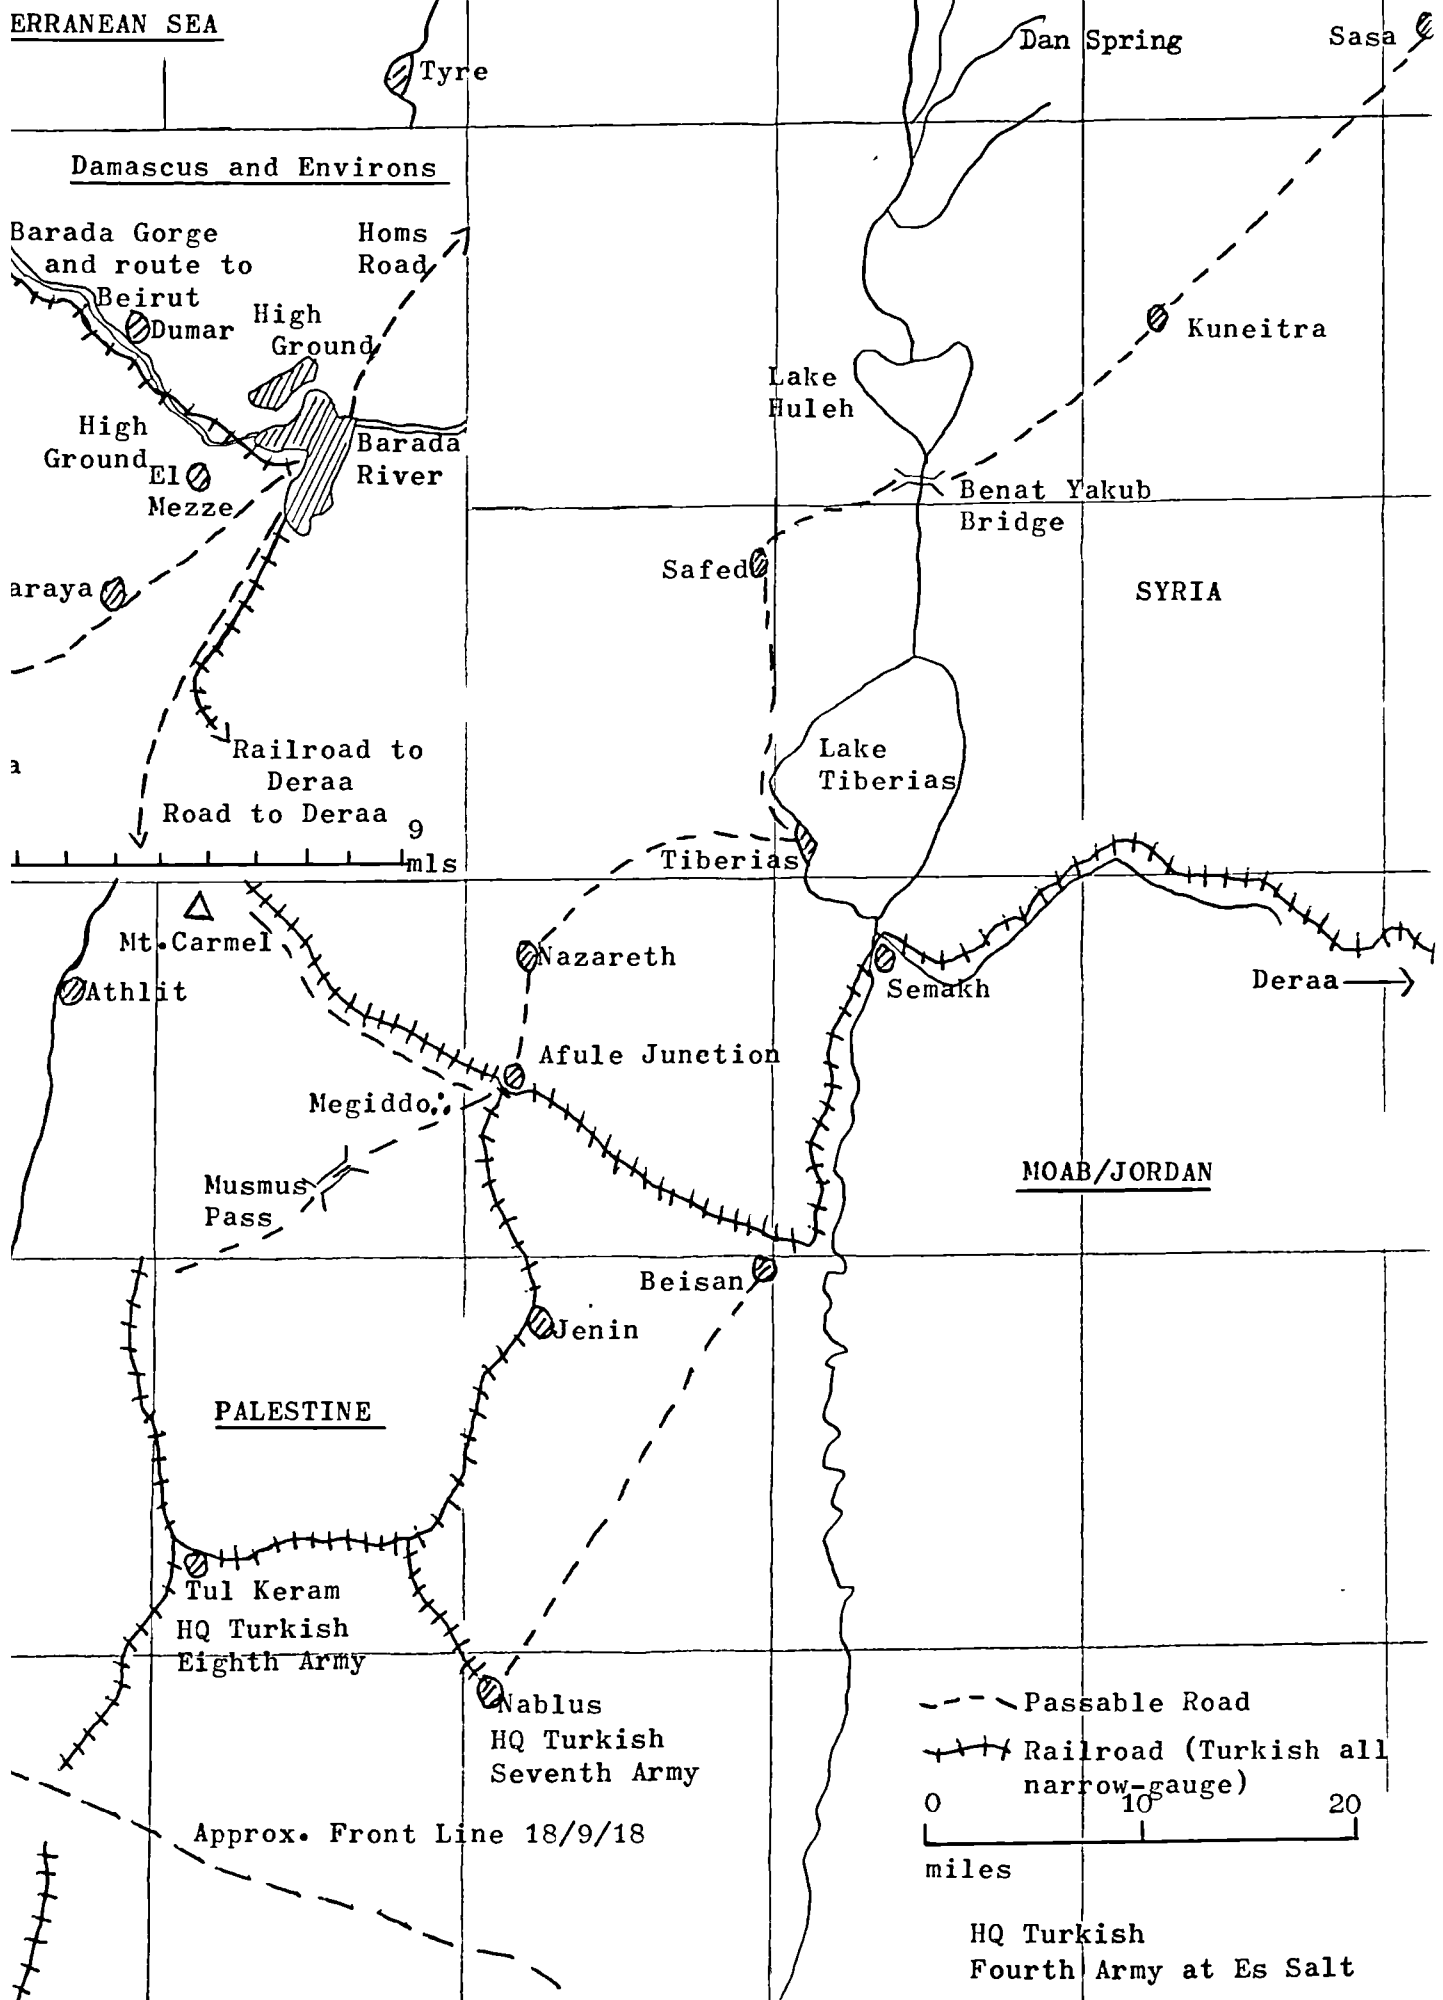 ERRANEAN SEA
Tyre
Dan Spring
Sasa
Damascus and Environs
Barada Gorge
and route to
Beirut
Homs
Road
Dumar
High
Ground
High
Ground
El
Mezze
Barada
River
araya
a
Railroad to
Deraa
Road to Deraa
9
mls
Kuneitra
Lake
Huleh
Benat Yakub
Bridge
Safed
SYRIA
Lake
Tiberias
Tiberias
Mt.Carmel
Athlit
Nazareth
Semakh
Deraa
Afule Junction
Megiddo
Musmus
Pass
MOAB/JORDAN
Beisan
Jenin
PALESTINE
Tul Keram
HQ Turkish
Eighth Army
Nablus
HQ Turkish
Seventh Army
Approx. Front Line 18/9/18
Passable Road
Railroad (Turkish all
narrow-gauge)
0 10 20
miles
HQ Turkish
Fourth Army at Es Salt